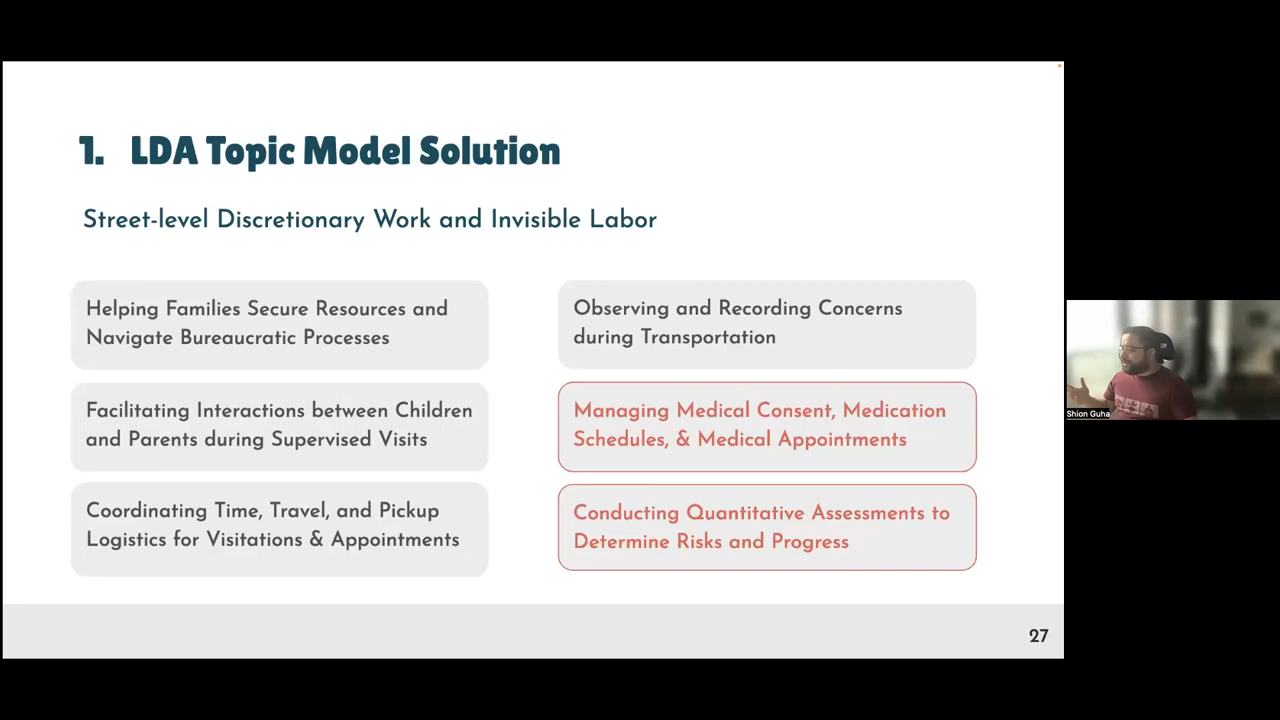 1. LDA Topic Model Solution
Street-level Discretionary Work and Invisible Labor
Helping Families Secure Resources and
Navigate Bureaucratic Processes
Facilitating Interactions between Children
and Parents during Supervised Visits
Coordinating Time, Travel, and Pickup
Logistics for Visitations & Appointments
Observing and Recording Concerns
during Transportation
Managing Medical Consent, Medication
Schedules, & Medical Appointments
Conducting Quantitative Assessments to
Determine Risks and Progress
27
Shion Guha